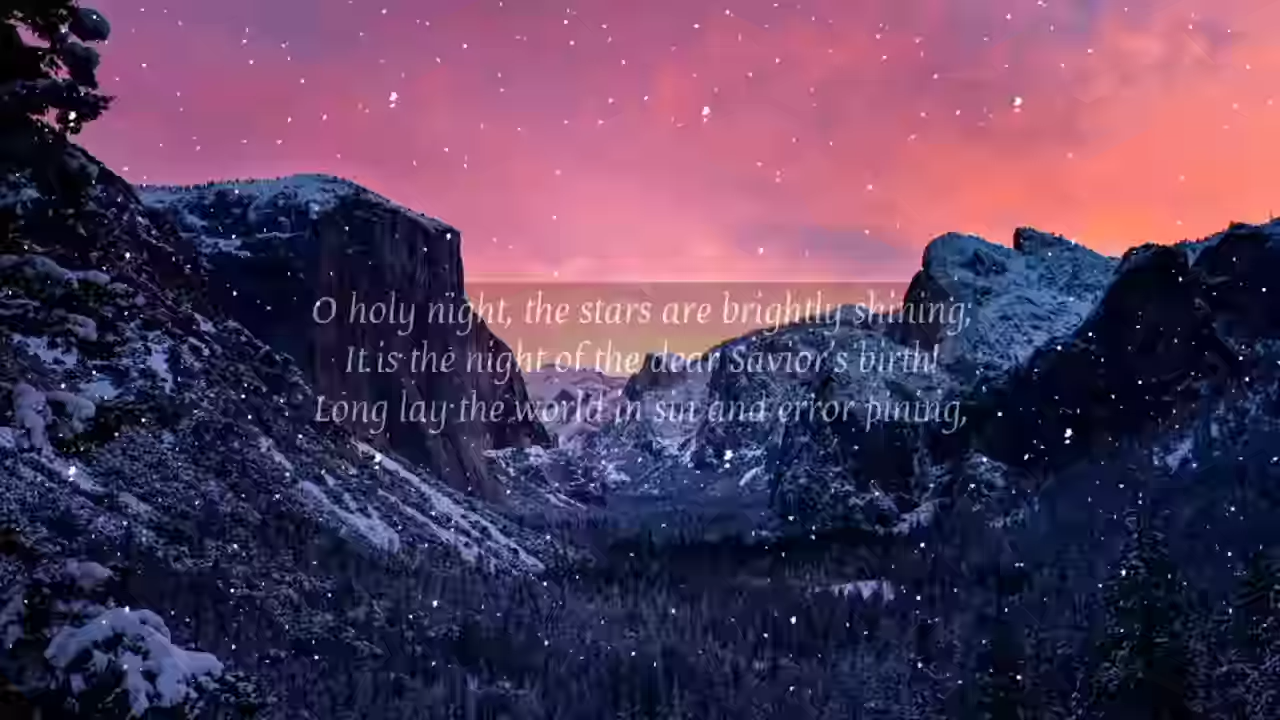 O holy night, the stars are brightly shining;
It is the night of the dear Savior's birth!
Long lay the world in sin and error pining,